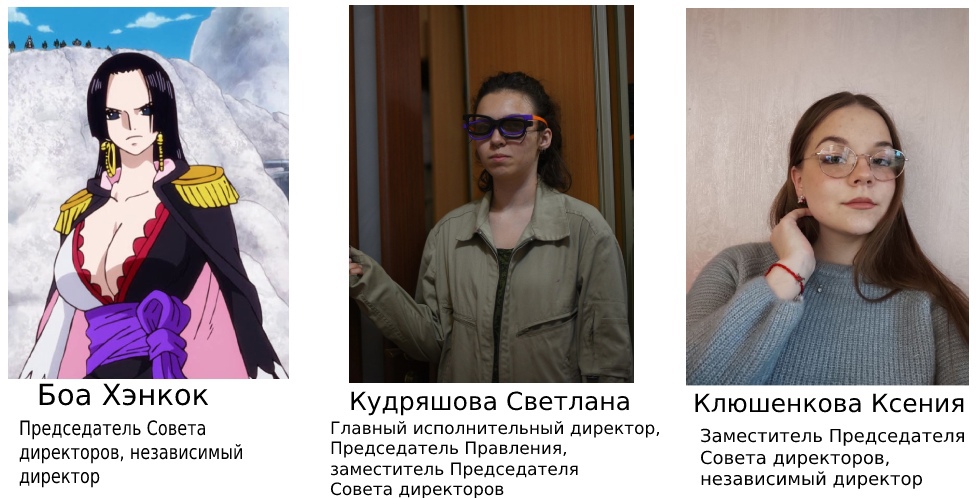 Боа Хэнкок
Председатель Совета
директоров, независимый
директор
Кудряшова Светлана
Главный исполнительный директор,
Председатель Правления,
заместитель Председателя
Совета директоров
Клюшенкова Ксения
Заместитель Председателя
Совета директоров,
независимый директор